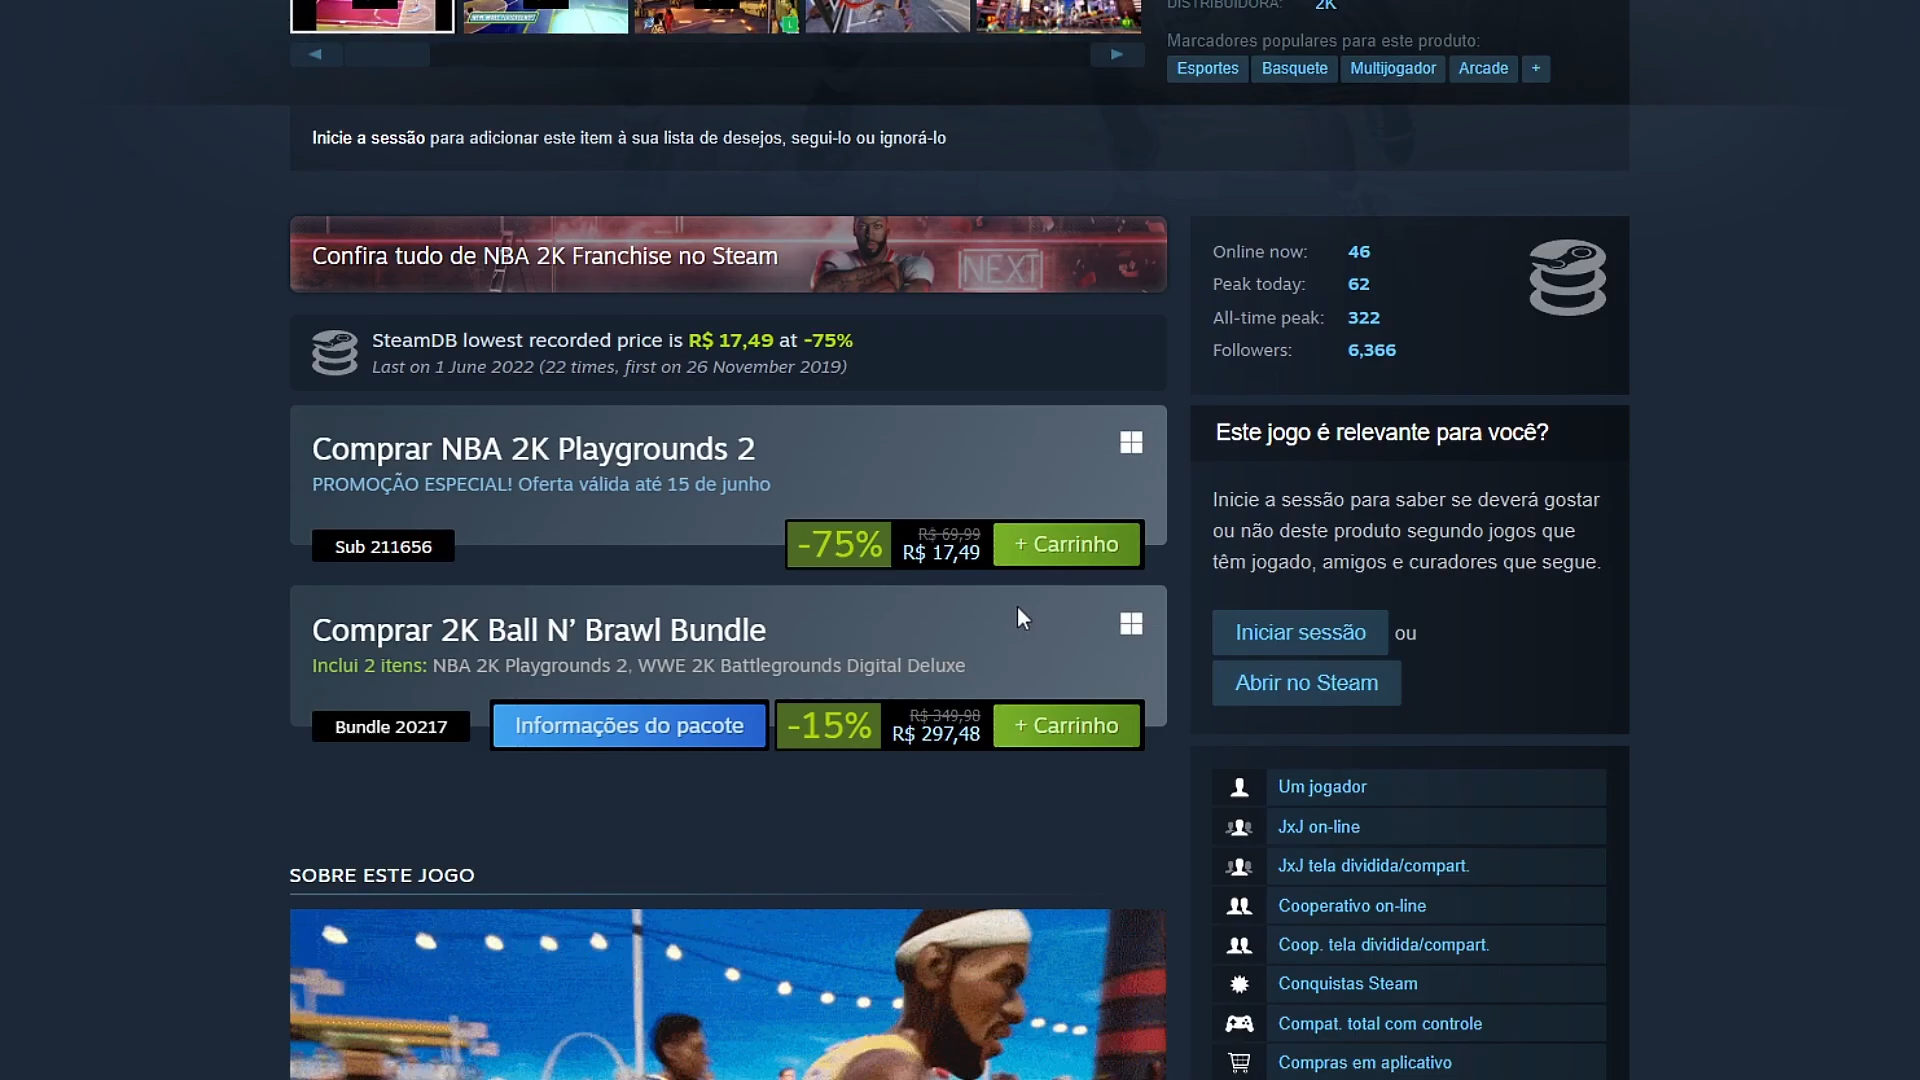 DISTRIBUIDORA: 2K
Marcadores populares para este produto:
Esportes Basquete Multijogador Arcade +
Inicie a sessão para adicionar este item à sua lista de desejos, segui-lo ou ignorá-lo
Confira tudo de NBA 2K Franchise no Steam
NEXT
SteamDB lowest recorded price is R$ 17,49 at -75%
Last on 1 June 2022 (22 times, first on 26 November 2019)
Comprar NBA 2K Playgrounds 2
PROMOÇÃO ESPECIAL! Oferta válida até 15 de junho
Sub 211656
-75%
R$ 69,99
R$ 17,49
+ Carrinho
Comprar 2K Ball N’ Brawl Bundle
Inclui 2 itens: NBA 2K Playgrounds 2, WWE 2K Battlegrounds Digital Deluxe
Bundle 20217
Informações do pacote
-15%
R$ 349,98
R$ 297,48
+ Carrinho
SOBRE ESTE JOGO
Online now: 46
Peak today: 62
All-time peak: 322
Followers: 6,366
Este jogo é relevante para você?
Inicie a sessão para saber se deverá gostar
ou não deste produto segundo jogos que
têm jogado, amigos e curadores que segue.
Iniciar sessão ou
Abrir no Steam
Um jogador
JxJ on-line
JxJ tela dividida/compart.
Cooperativo on-line
Coop. tela dividida/compart.
Conquistas Steam
Compat. total com controle
Compras em aplicativo